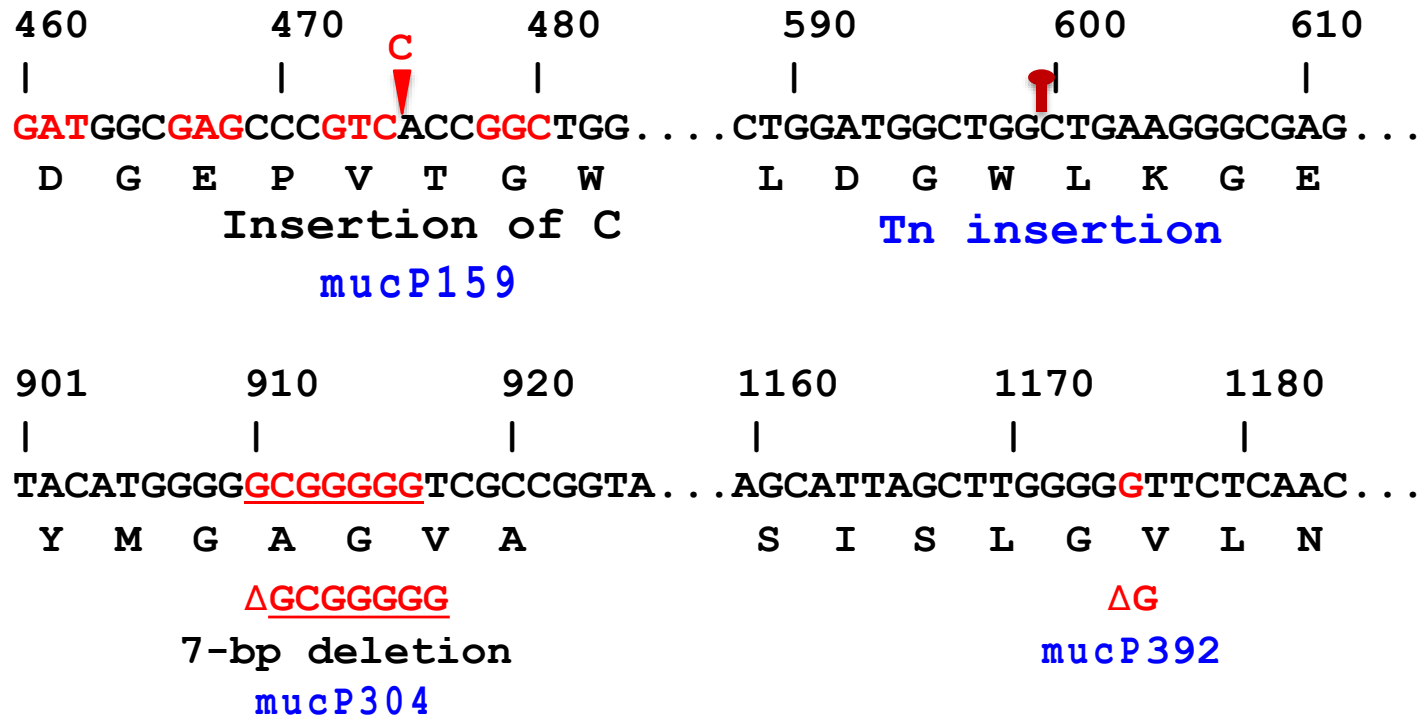 460 470 480 590 600 610
C
| | | | | |
GATGGCGAGCCCGTCACCGGCTGG....CTGGATGGCTGGCTGAAGGGCGAG...
D G E P V T G W L D G W L K G E
Insertion of C Tn insertion
mucP159
901 910 920 1160 1170 1180
| | | | | |
TACATGGGGGCGGGGGTCGCCGGTA...AGCATTAGCTTGGGGGTTCTCAAC...
Y M G A G V A S I S L G V L N
ΔGCGGGGG ΔG
7-bp deletion mucP392
mucP304